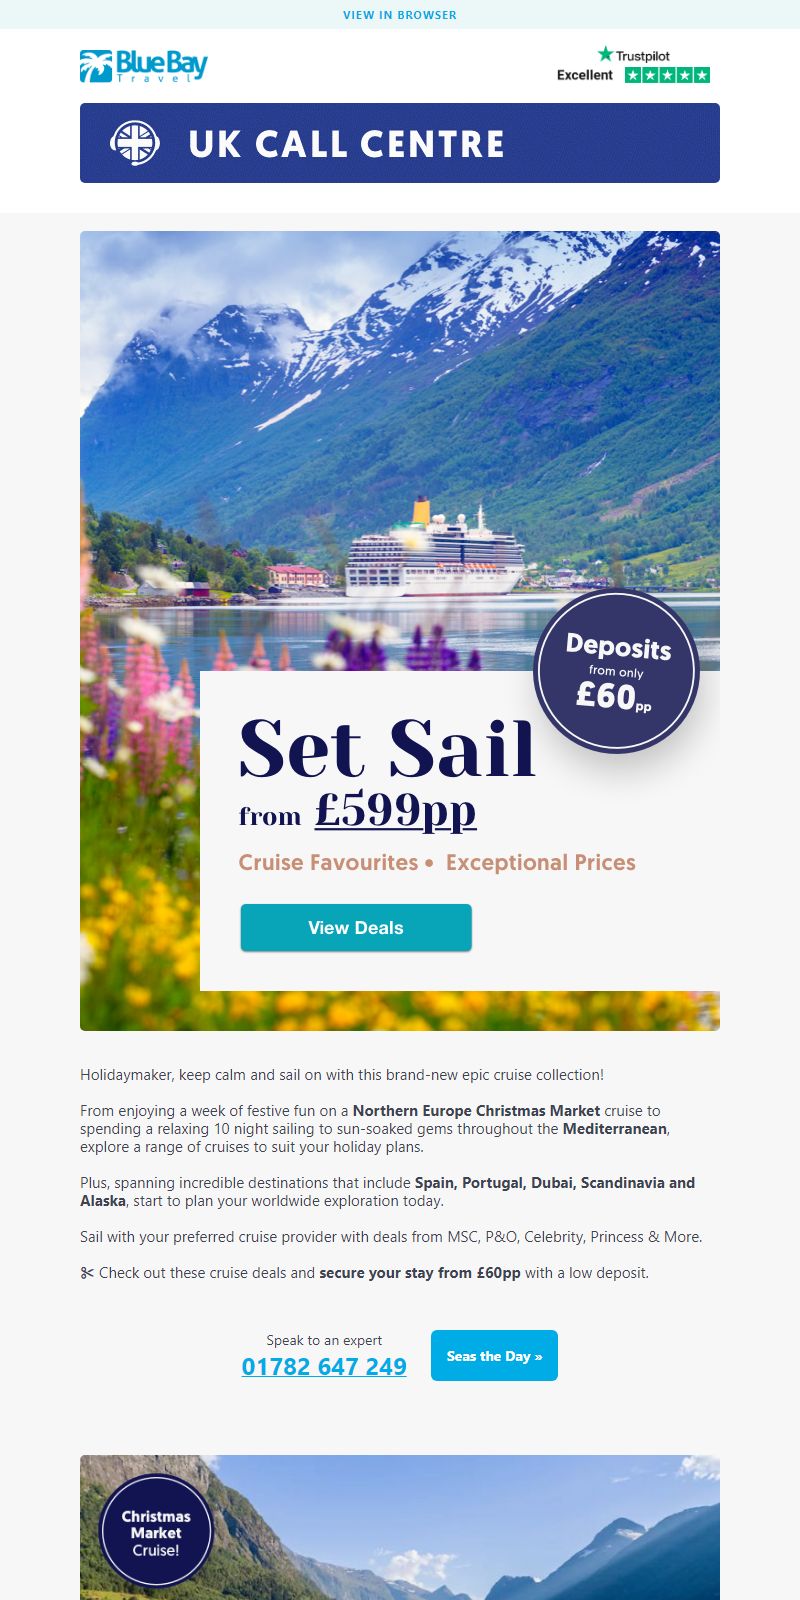 VIEW IN BROWSER
Blue Bay
Travel
Trustpilot
Excellent
UK CALL CENTRE
Deposits
from only
£60pp
Set Sail
from £599pp
Cruise Favourites • Exceptional Prices
View Deals
Holidaymaker, keep calm and sail on with this brand-new epic cruise collection!
From enjoying a week of festive fun on a Northern Europe Christmas Market cruise to
spending a relaxing 10 night sailing to sun-soaked gems throughout the Mediterranean,
explore a range of cruises to suit your holiday plans.
Plus, spanning incredible destinations that include Spain, Portugal, Dubai, Scandinavia and
Alaska, start to plan your worldwide exploration today.
Sail with your preferred cruise provider with deals from MSC, P&O, Celebrity, Princess & More.
✂ Check out these cruise deals and secure your stay from £60pp with a low deposit.
Speak to an expert
01782 647 249
Seas the Day »
Christmas
Market
Cruise!